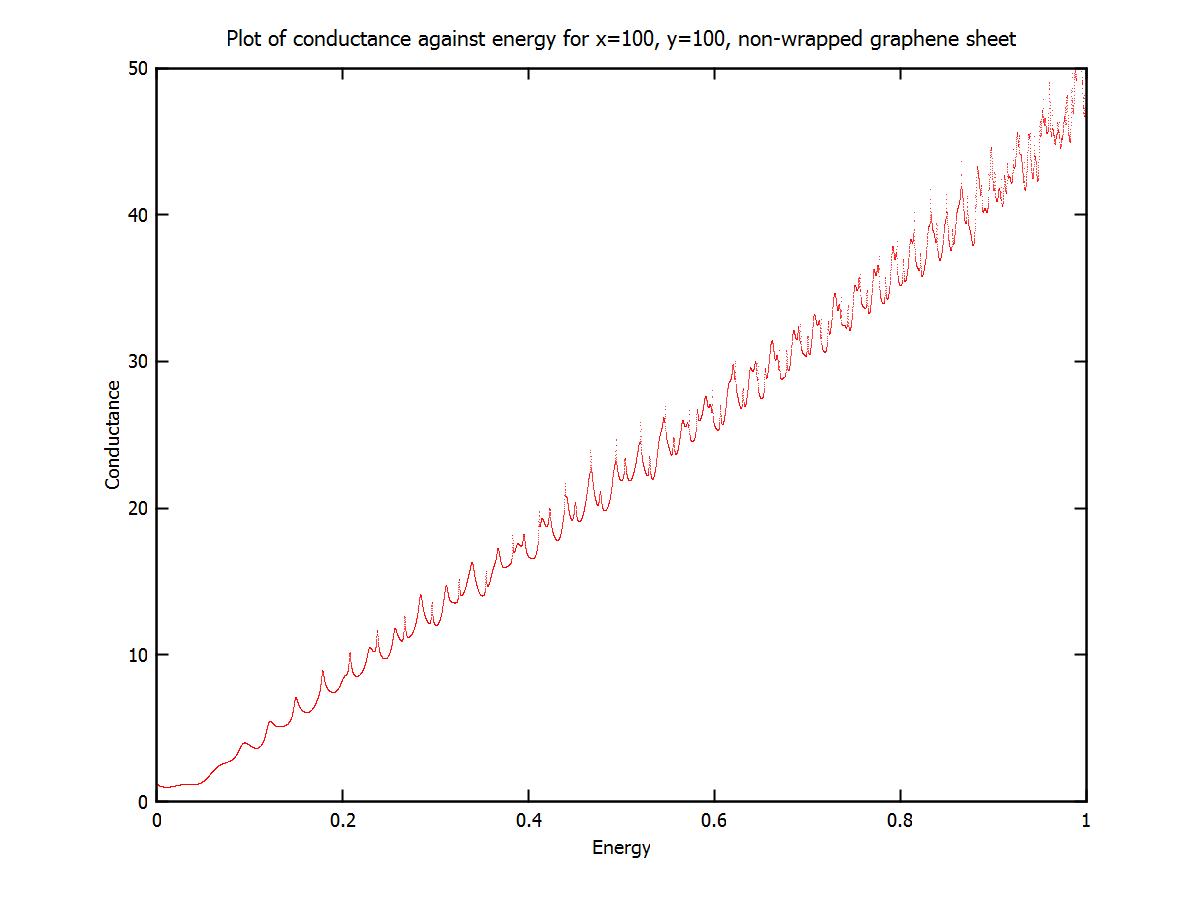 Plot of conductance against energy for x=100, y=100, non-wrapped graphene sheet
50
40
30
20
10
0
Conductance
0 0.2 0.4 0.6 0.8 1
Energy